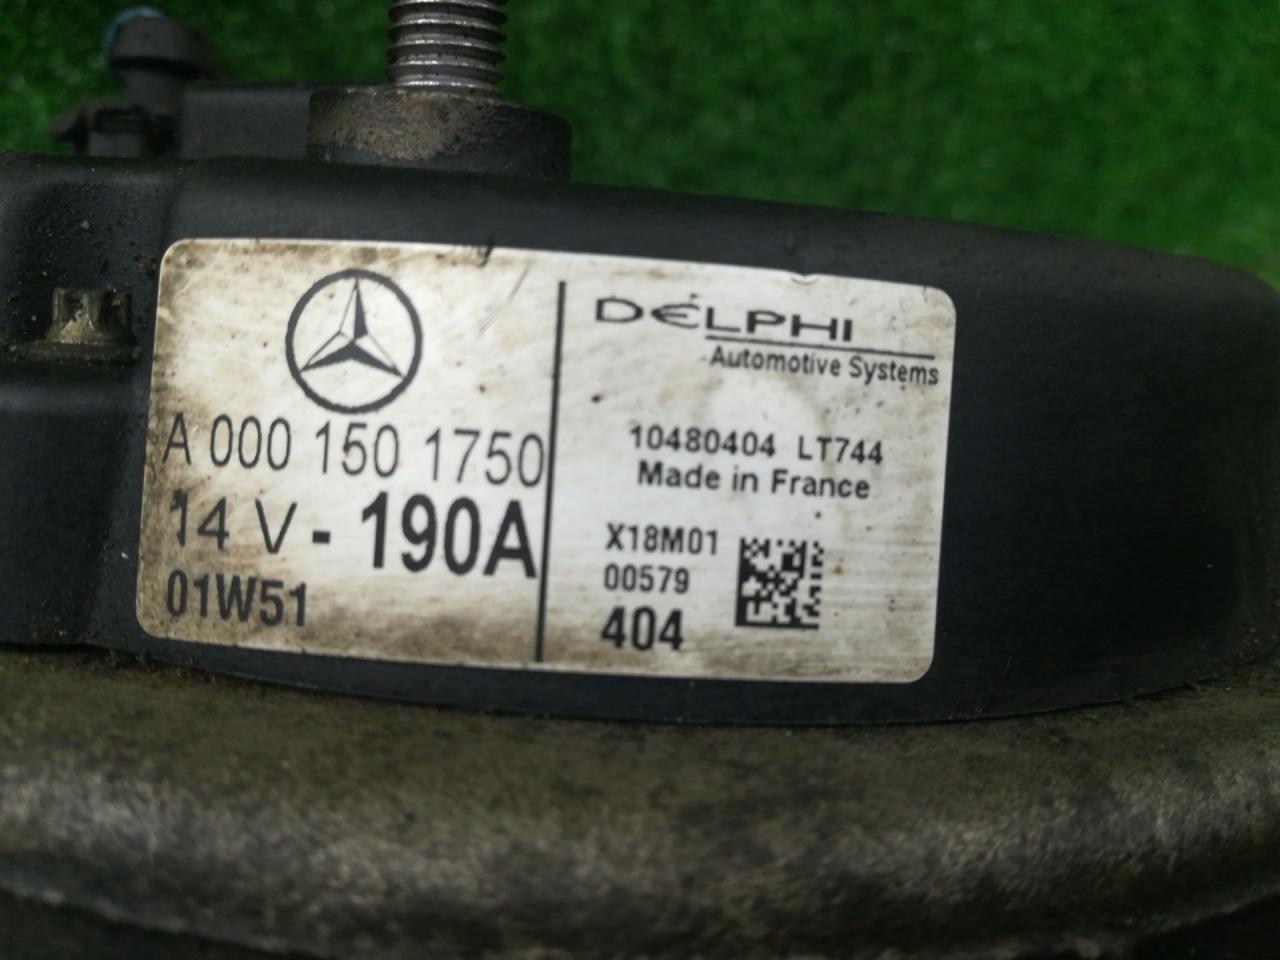 A 000 150 1750
14 V - 190A
01W51
DELPHI
Automotive Systems
10480404 LT744
Made in France
X18M01
00579
404